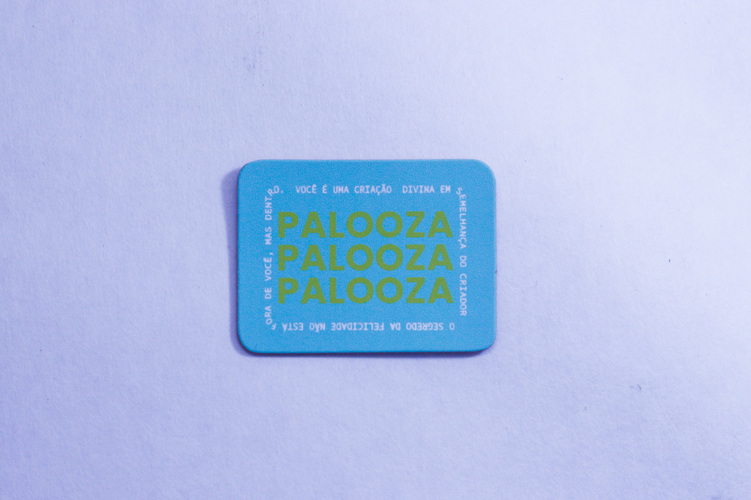 VOCÊ É UMA CRIAÇÃO DIVINA EM
SEMELHANÇA DO CRIADOR
O SEGREDO DA FELICIDADE NÃO ESTÁ
FORA DE VOCÊ, MAS DENTRO.
PALOOZA
PALOOZA
PALOOZA